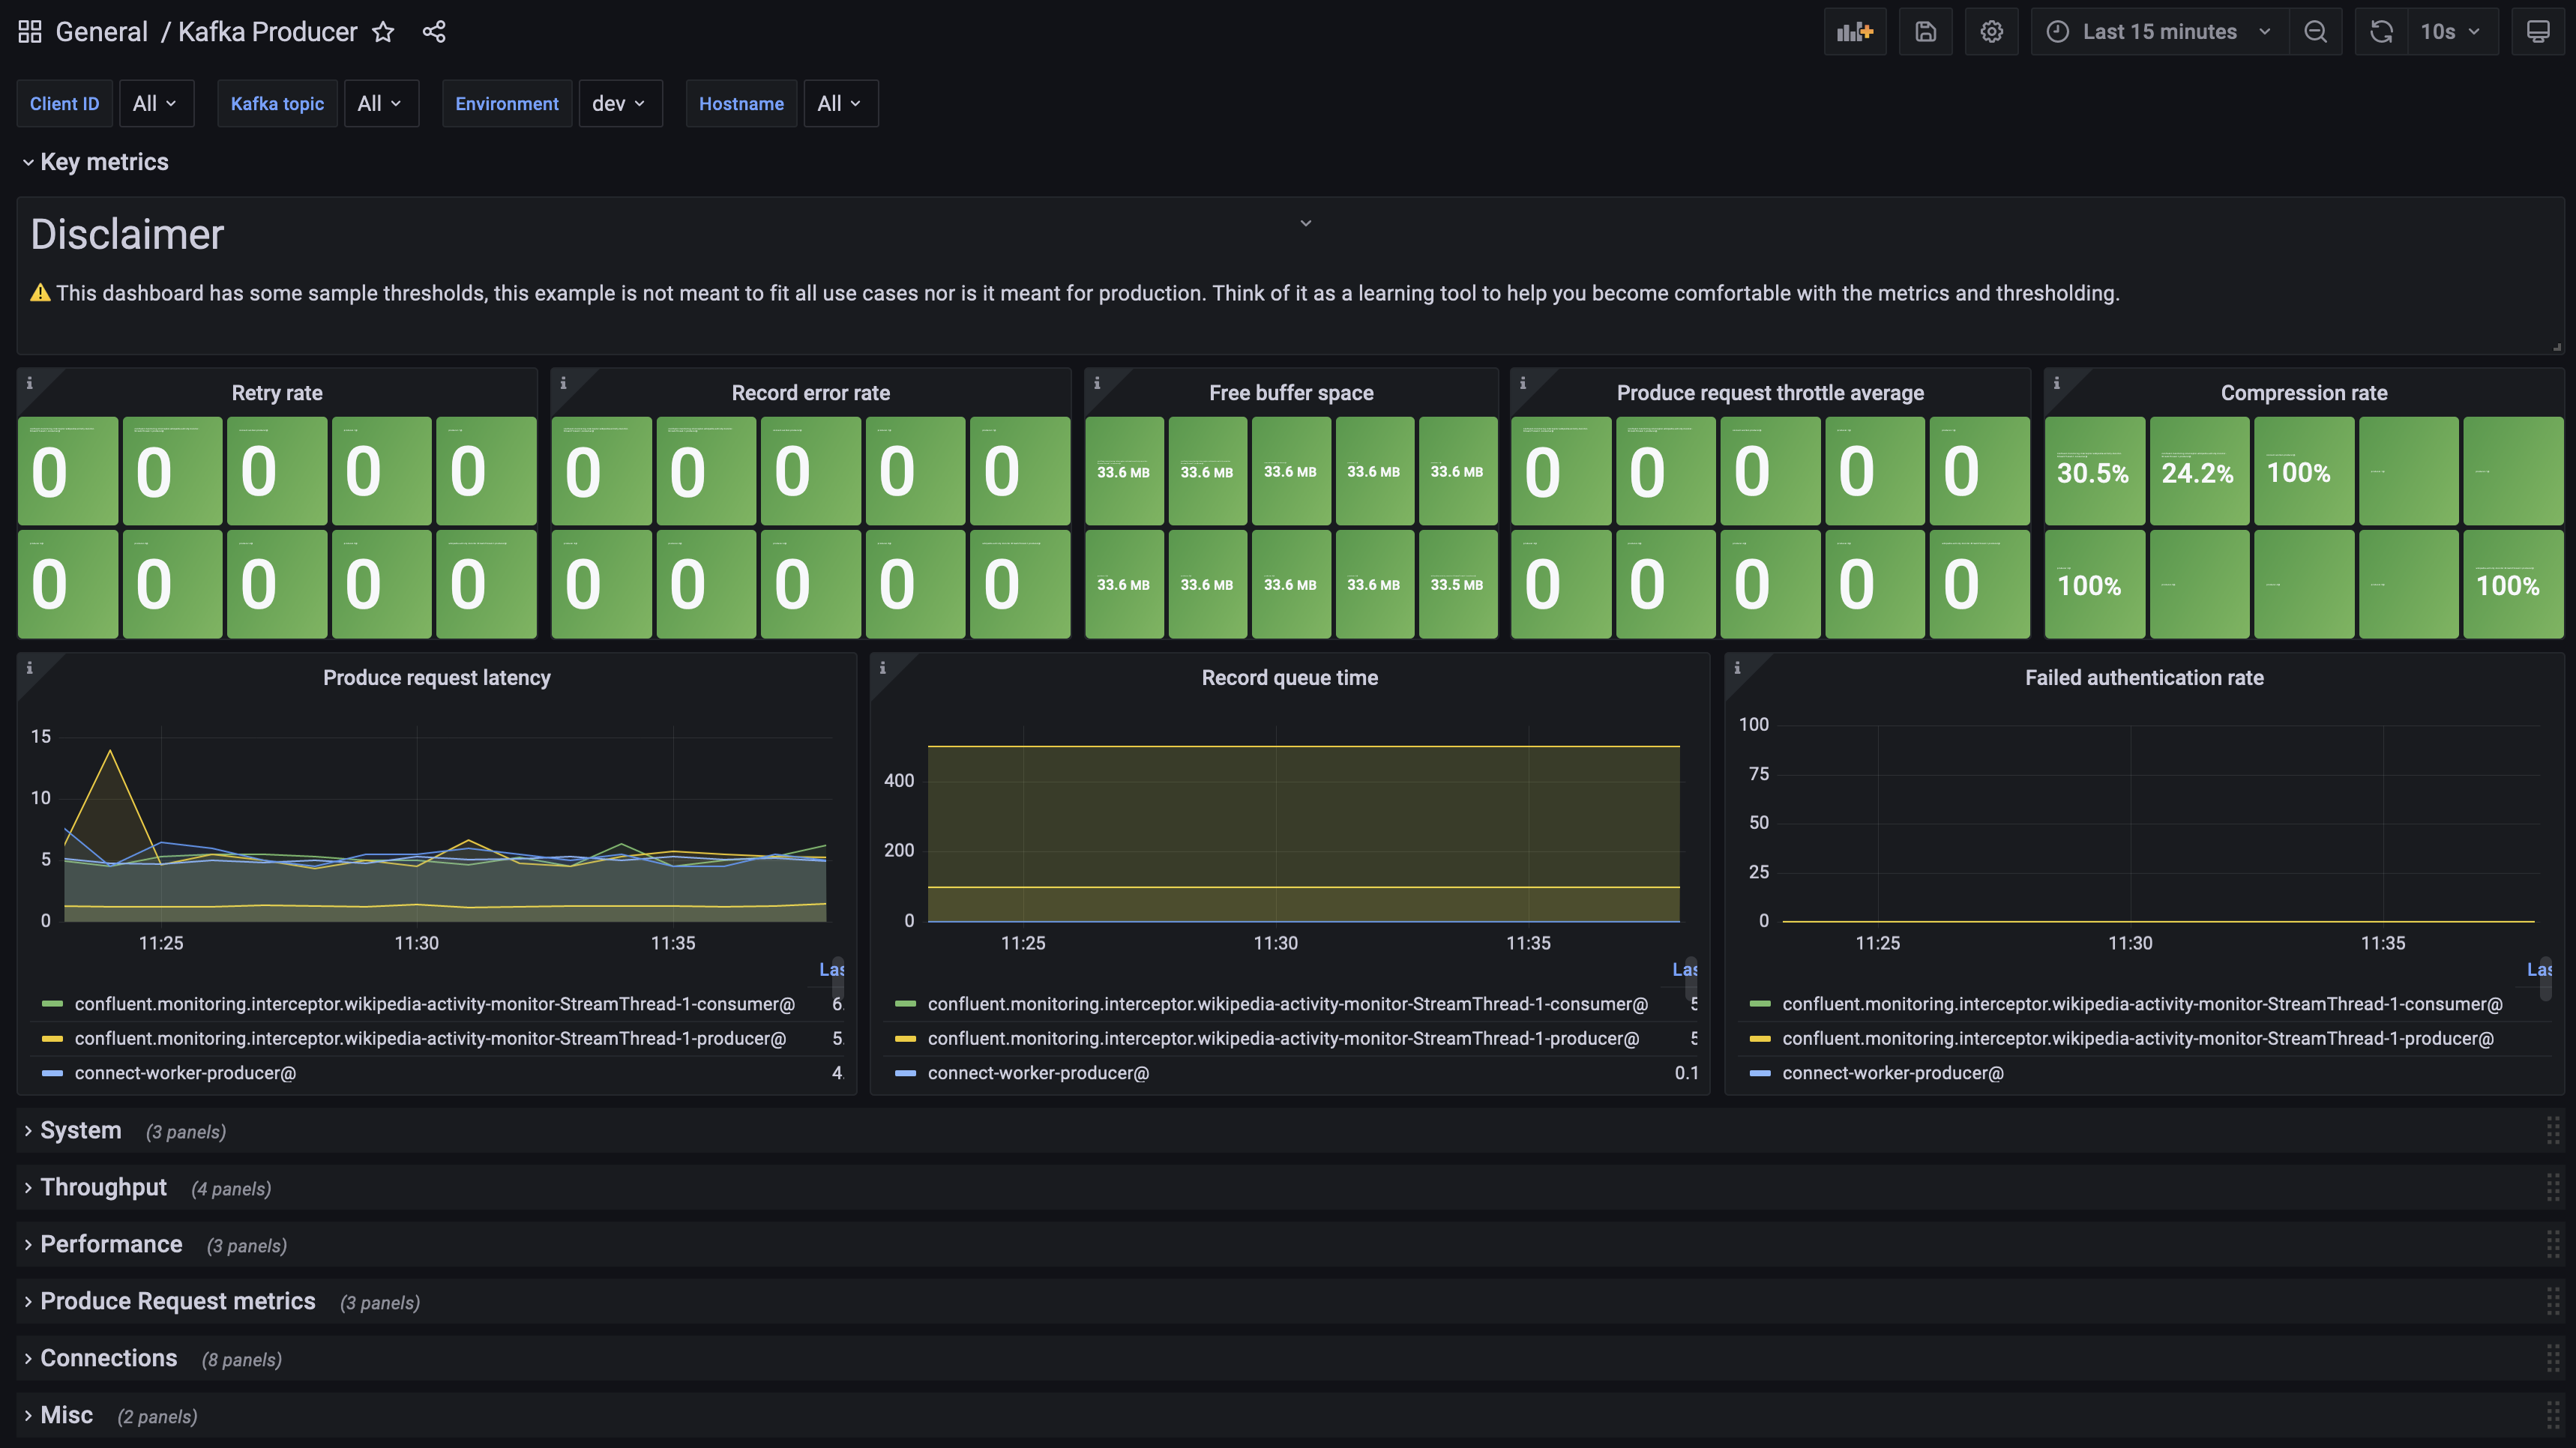 General / Kafka Producer
Last 15 minutes
10s
Client ID
All
Kafka topic
All
Environment
dev
Hostname
All
Key metrics
Disclaimer
⚠ This dashboard has some sample thresholds, this example is not meant to fit all use cases nor is it meant for production. Think of it as a learning tool to help you become comfortable with the metrics and thresholding.
Retry rate
0 0 0 0 0
0 0 0 0 0
Record error rate
0 0 0 0 0
0 0 0 0 0
Free buffer space
33.6 MB 33.6 MB 33.6 MB 33.6 MB 33.6 MB
33.6 MB 33.6 MB 33.6 MB 33.6 MB 33.5 MB
Produce request throttle average
0 0 0 0 0
0 0 0 0 0
Compression rate
30.5% 24.2% 100%
100% 100%
Produce request latency
15
10
5
0
11:25 11:30 11:35
Las
confluent.monitoring.interceptor.wikipedia-activity-monitor-StreamThread-1-consumer@ 6.
confluent.monitoring.interceptor.wikipedia-activity-monitor-StreamThread-1-producer@ 5.
connect-worker-producer@ 4.
Record queue time
400
200
0
11:25 11:30 11:35
Las
confluent.monitoring.interceptor.wikipedia-activity-monitor-StreamThread-1-consumer@ 5
confluent.monitoring.interceptor.wikipedia-activity-monitor-StreamThread-1-producer@ 5
connect-worker-producer@ 0.1
Failed authentication rate
100
75
50
25
0
11:25 11:30 11:35
Las
confluent.monitoring.interceptor.wikipedia-activity-monitor-StreamThread-1-consumer@
confluent.monitoring.interceptor.wikipedia-activity-monitor-StreamThread-1-producer@
connect-worker-producer@
System (3 panels)
Throughput (4 panels)
Performance (3 panels)
Produce Request metrics (3 panels)
Connections (8 panels)
Misc (2 panels)